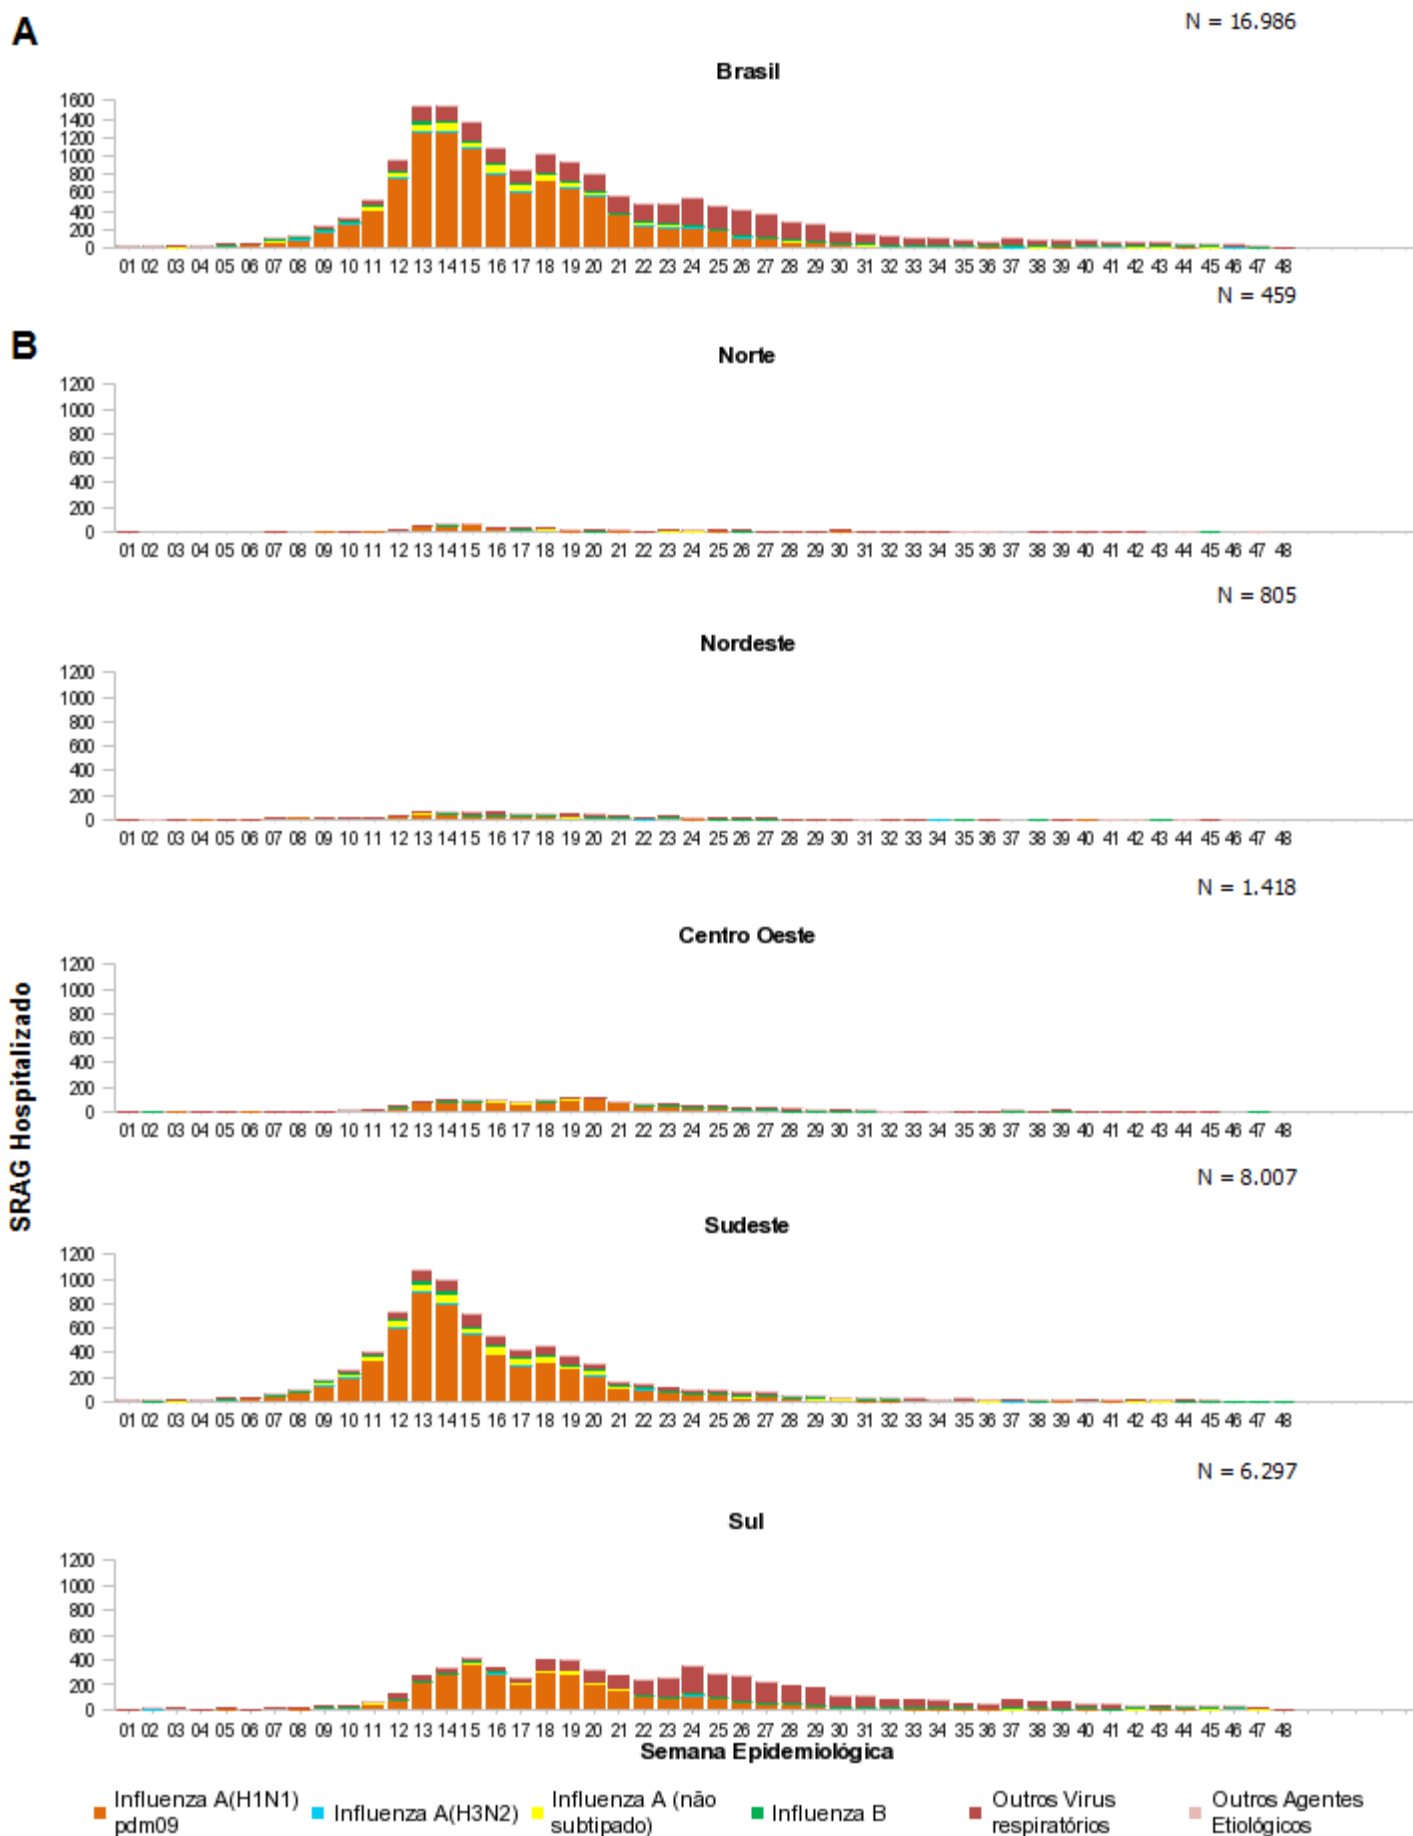 A
N = 16.986
Brasil
1600
1400
1200
1000
800
600
400
200
0
01 02 03 04 05 06 07 08 09 10 11 12 13 14 15 16 17 18 19 20 21 22 23 24 25 26 27 28 29 30 31 32 33 34 35 36 37 38 39 40 41 42 43 44 45 46 47 48
N = 459
B
Norte
1200
1000
800
600
400
200
0
01 02 03 04 05 06 07 08 09 10 11 12 13 14 15 16 17 18 19 20 21 22 23 24 25 26 27 28 29 30 31 32 33 34 35 36 37 38 39 40 41 42 43 44 45 46 47 48
N = 805
Nordeste
1200
1000
800
600
400
200
0
01 02 03 04 05 06 07 08 09 10 11 12 13 14 15 16 17 18 19 20 21 22 23 24 25 26 27 28 29 30 31 32 33 34 35 36 37 38 39 40 41 42 43 44 45 46 47 48
N = 1.418
Centro Oeste
1200
1000
800
600
400
200
0
01 02 03 04 05 06 07 08 09 10 11 12 13 14 15 16 17 18 19 20 21 22 23 24 25 26 27 28 29 30 31 32 33 34 35 36 37 38 39 40 41 42 43 44 45 46 47 48
SRAG Hospitalizado
N = 8.007
Sudeste
1200
1000
800
600
400
200
0
01 02 03 04 05 06 07 08 09 10 11 12 13 14 15 16 17 18 19 20 21 22 23 24 25 26 27 28 29 30 31 32 33 34 35 36 37 38 39 40 41 42 43 44 45 46 47 48
N = 6.297
Sul
1200
1000
800
600
400
200
0
01 02 03 04 05 06 07 08 09 10 11 12 13 14 15 16 17 18 19 20 21 22 23 24 25 26 27 28 29 30 31 32 33 34 35 36 37 38 39 40 41 42 43 44 45 46 47 48
Semana Epidemiológica
Influenza A(H1N1)
pdm09
Influenza A(H3N2)
Influenza A (não
subtipado)
Influenza B
Outros Virus
respiratórios
Outros Agentes
Etiológicos